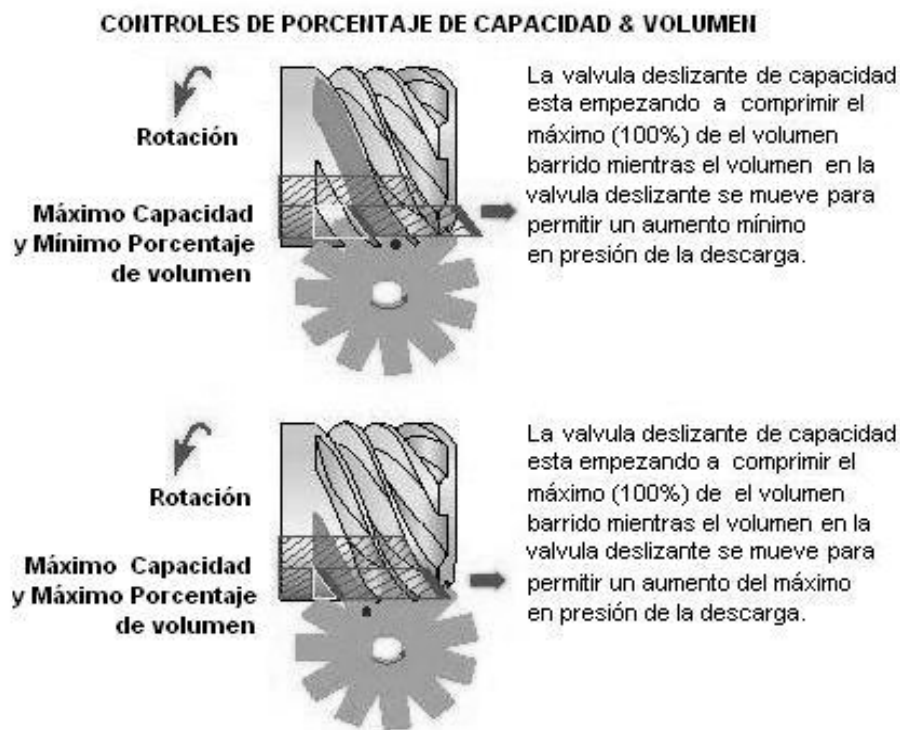 CONTROLES DE PORCENTAJE DE CAPACIDAD & VOLUMEN
Rotación
Máximo Capacidad
y Mínimo Porcentaje
de volumen
La valvula deslizante de capacidad
esta empezando a comprimir el
máximo (100%) de el volumen
barrido mientras el volumen en la
valvula deslizante se mueve para
permitir un aumento mínimo
en presión de la descarga.
Rotación
Máximo Capacidad
y Máximo Porcentaje
de volumen
La valvula deslizante de capacidad
esta empezando a comprimir el
máximo (100%) de el volumen
barrido mientras el volumen en la
valvula deslizante se mueve para
permitir un aumento del máximo
en presión de la descarga.